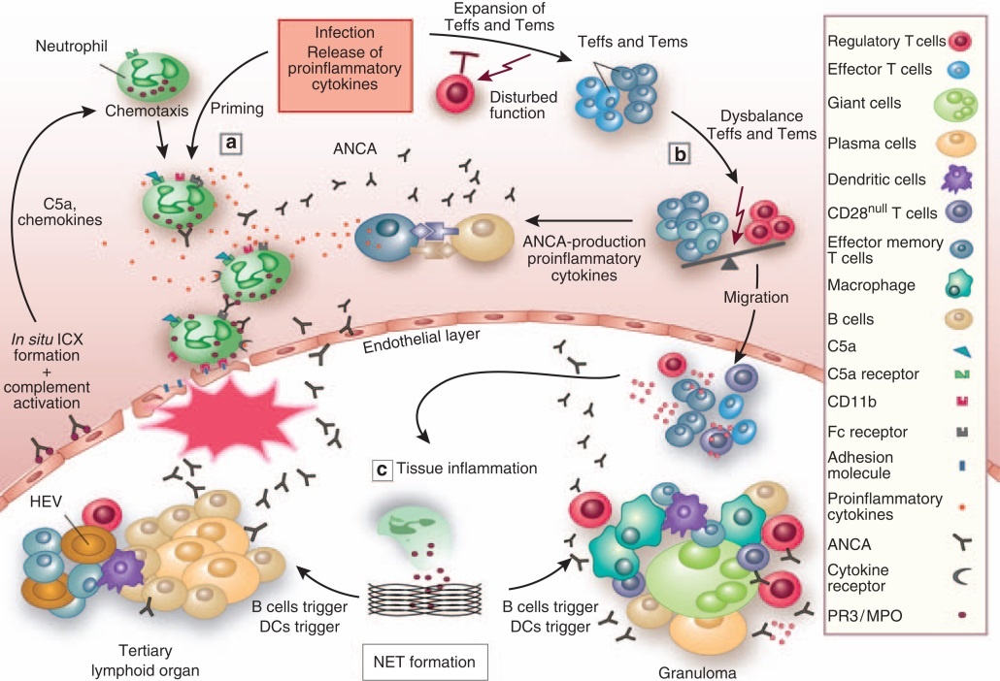 Neutrophil
Chemotaxis
Infection
Release of
proinflammatory
cytokines
Priming
Expansion of
Teffs and Tems
Disturbed
function
Teffs and Tems
Dysbalance
Teffs and Tems
a
b
ANCA
C5a,
chemokines
ANCA-production
proinflammatory
cytokines
Migration
In situ ICX
formation
+
complement
activation
Endothelial layer
c Tissue inflammation
HEV
B cells trigger
DCs trigger
B cells trigger
DCs trigger
Tertiary
lymphoid organ
NET formation
Granuloma
Regulatory T cells
Effector T cells
Giant cells
Plasma cells
Dendritic cells
CD28null T cells
Effector memory
T cells
Macrophage
B cells
C5a
C5a receptor
CD11b
Fc receptor
Adhesion
molecule
Proinflammatory
cytokines
ANCA
Cytokine
receptor
PR3/MPO